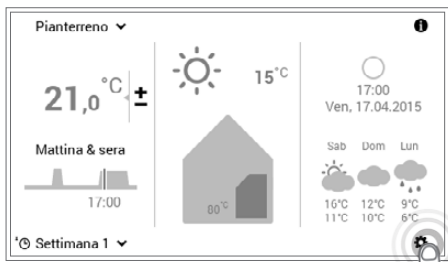 Pianterreno
21,0 °C ±
Mattina & sera
17:00
Settimana 1
15°C
80°C
17:00
Ven, 17.04.2015
Sab Dom Lun
16°C 12°C 9°C
11°C 10°C 6°C